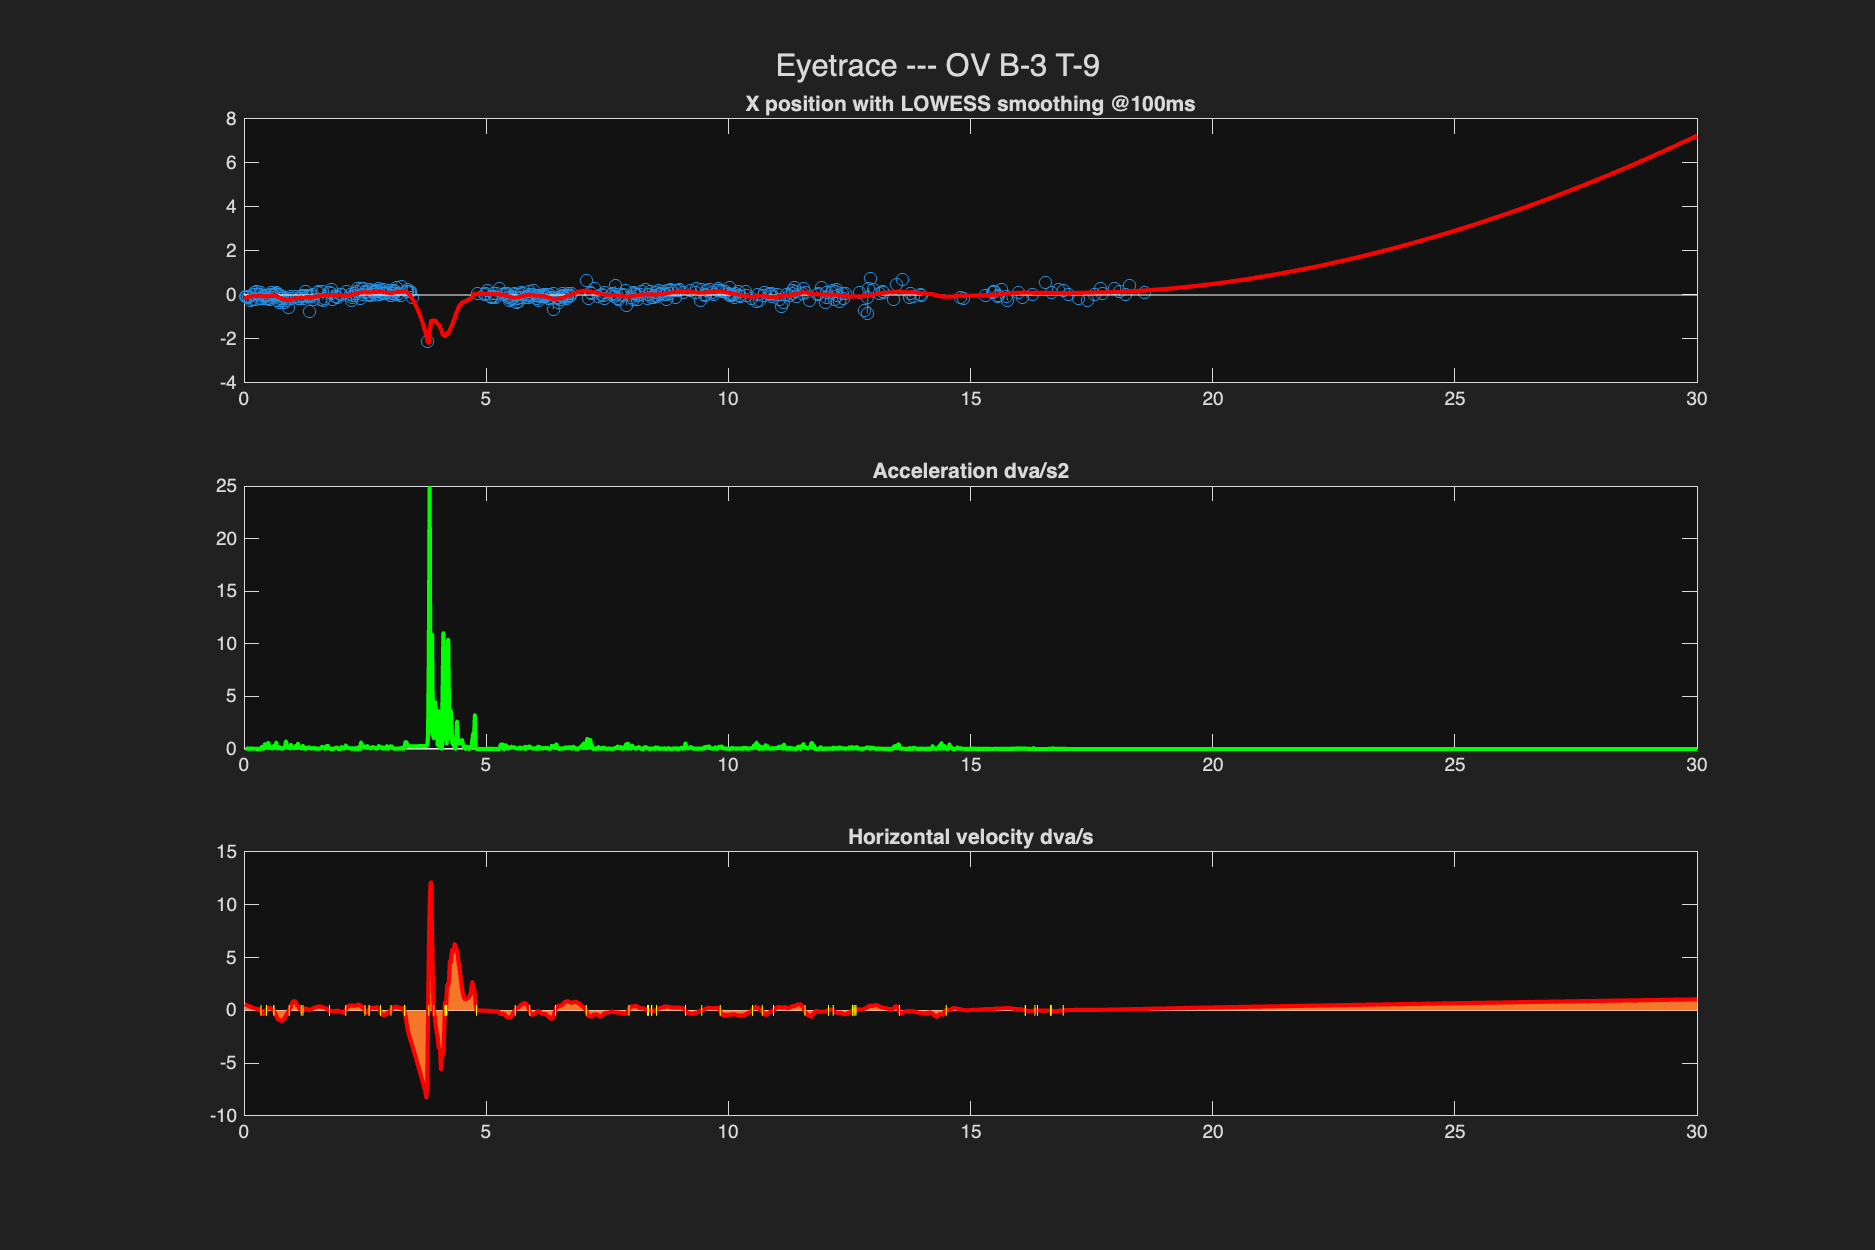 Eyetrace --- OV B-3 T-9
X position with LOWESS smoothing @100ms
8
6
4
2
0
-2
-4
0 5 10 15 20 25 30
Acceleration dva/s2
25
20
15
10
5
0
0 5 10 15 20 25 30
Horizontal velocity dva/s
15
10
5
0
-5
-10
0 5 10 15 20 25 30